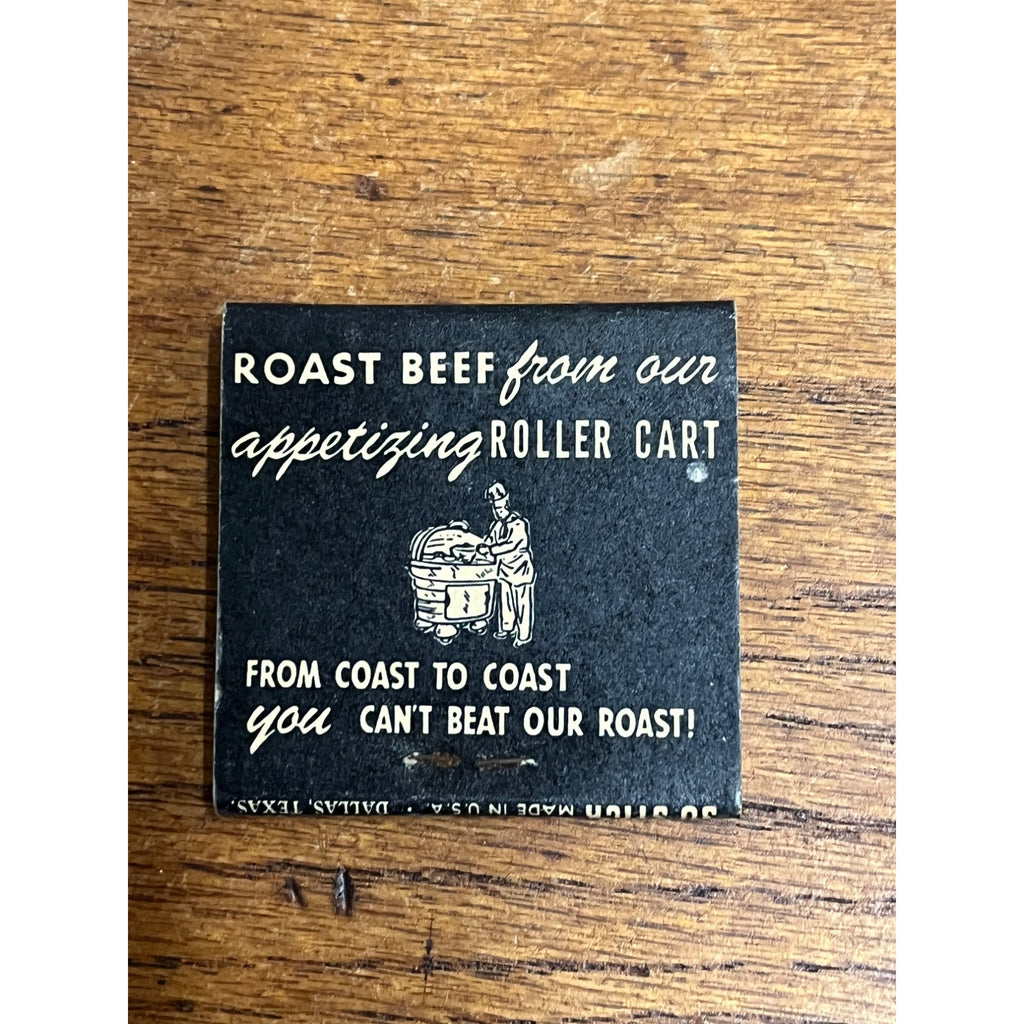 ROAST BEEF from our
appetizing ROLLER CART
FROM COAST TO COAST
you CAN'T BEAT OUR ROAST!
MADE IN U.S.A. • DALLAS, TEXAS.